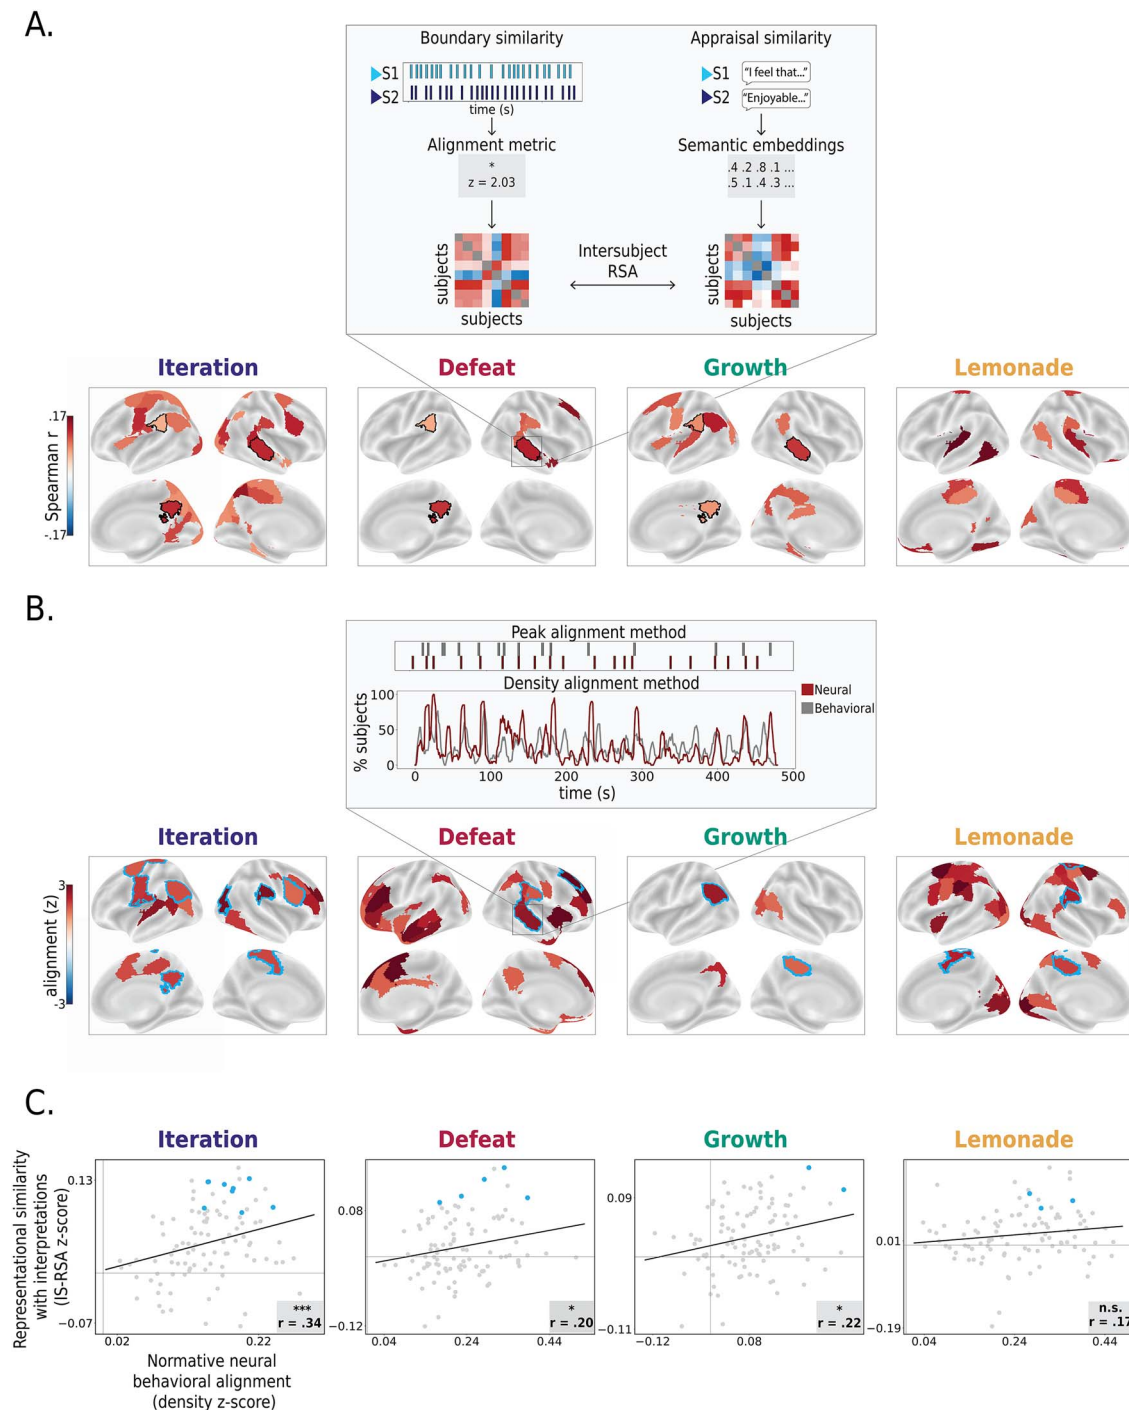 A.
Boundary similarity
Appraisal similarity
S1
S2
time (s)
S1 "I feel that..."
S2 "Enjoyable..."
Alignment metric
Semantic embeddings
*
z = 2.03
.4 .2 .8 .1 ...
.5 .1 .4 .3 ...
subjects
subjects
Intersubject
RSA
subjects
subjects
Iteration
Defeat
Growth
Lemonade
.17
Spearman r
-.17
B.
Peak alignment method
Density alignment method
% subjects
100
50
0
Neural
Behavioral
0 100 200 300 400 500
time (s)
Iteration
Defeat
Growth
Lemonade
3
alignment (z)
-3
C.
Iteration
Defeat
Growth
Lemonade
Representational similarity
with interpretations
(IS-RSA z-score)
0.13
−0.07
***
r = .34
0.02 0.22
0.08
−0.12
*
r = .20
0.04 0.24 0.44
0.09
−0.11
*
r = .22
−0.12 0.08
0.01
−0.19
n.s.
r = .17
0.04 0.24 0.44
Normative neural
behavioral alignment
(density z-score)